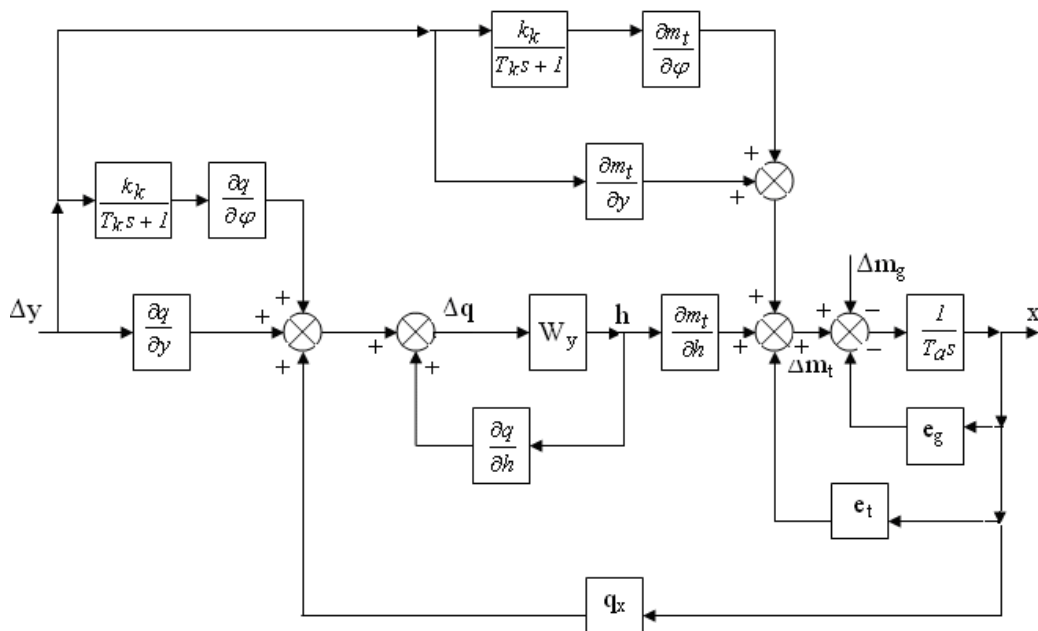 k_k / (T_k s + 1)
∂m_t / ∂φ
+
k_k / (T_k s + 1)
∂q / ∂φ
∂m_t / ∂y
+
Δm_g
Δy
∂q / ∂y
+
+
+
+
+
Δq
W_y
h
∂m_t / ∂h
+
+
+
+
Δm_t
+
−
−
1 / (T_a s)
x
∂q / ∂h
e_g
e_t
q_x